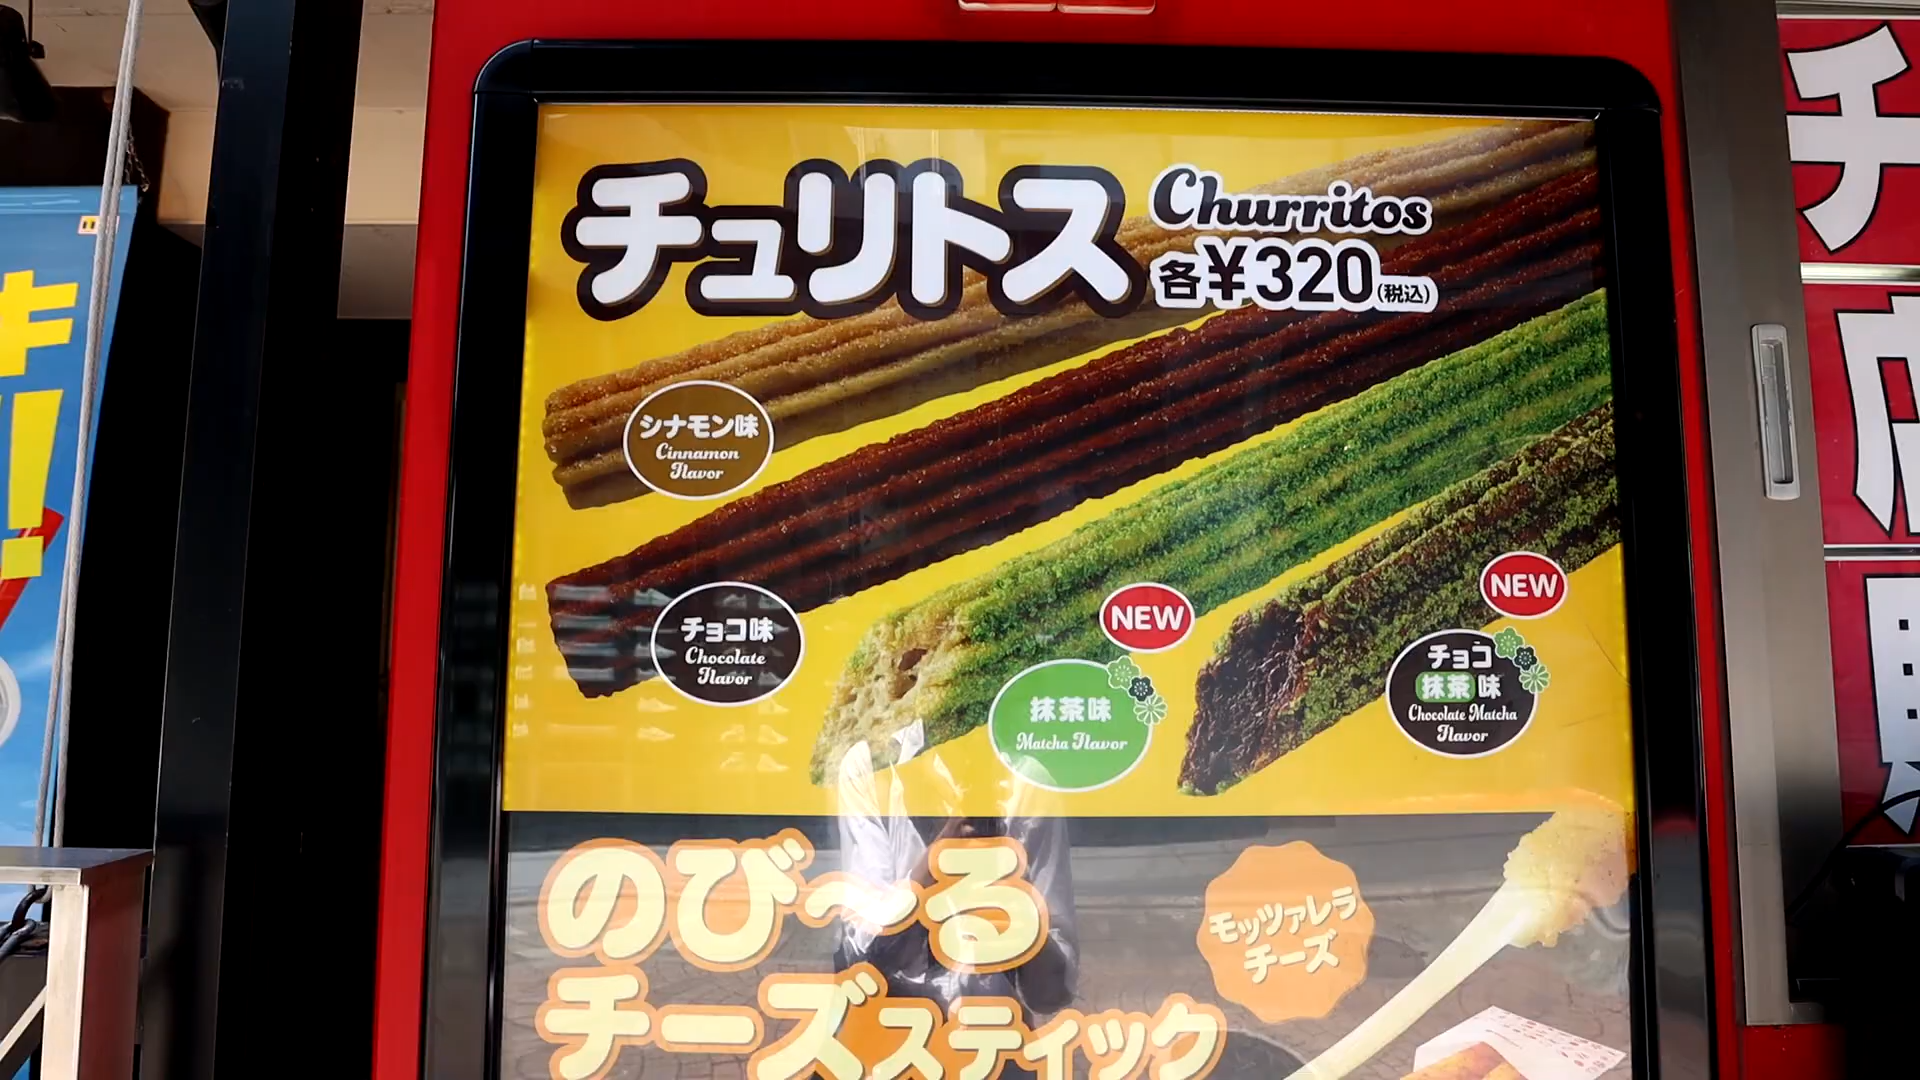 チュリトス
Churritos
各¥320(税込)
シナモン味
Cinnamon
Flavor
チョコ味
Chocolate
Flavor
NEW
抹茶味
Matcha Flavor
NEW
チョコ
抹茶味
Chocolate Matcha
Flavor
のび〜る
チーズスティック
モッツァレラ
チーズ
キ
!
チ